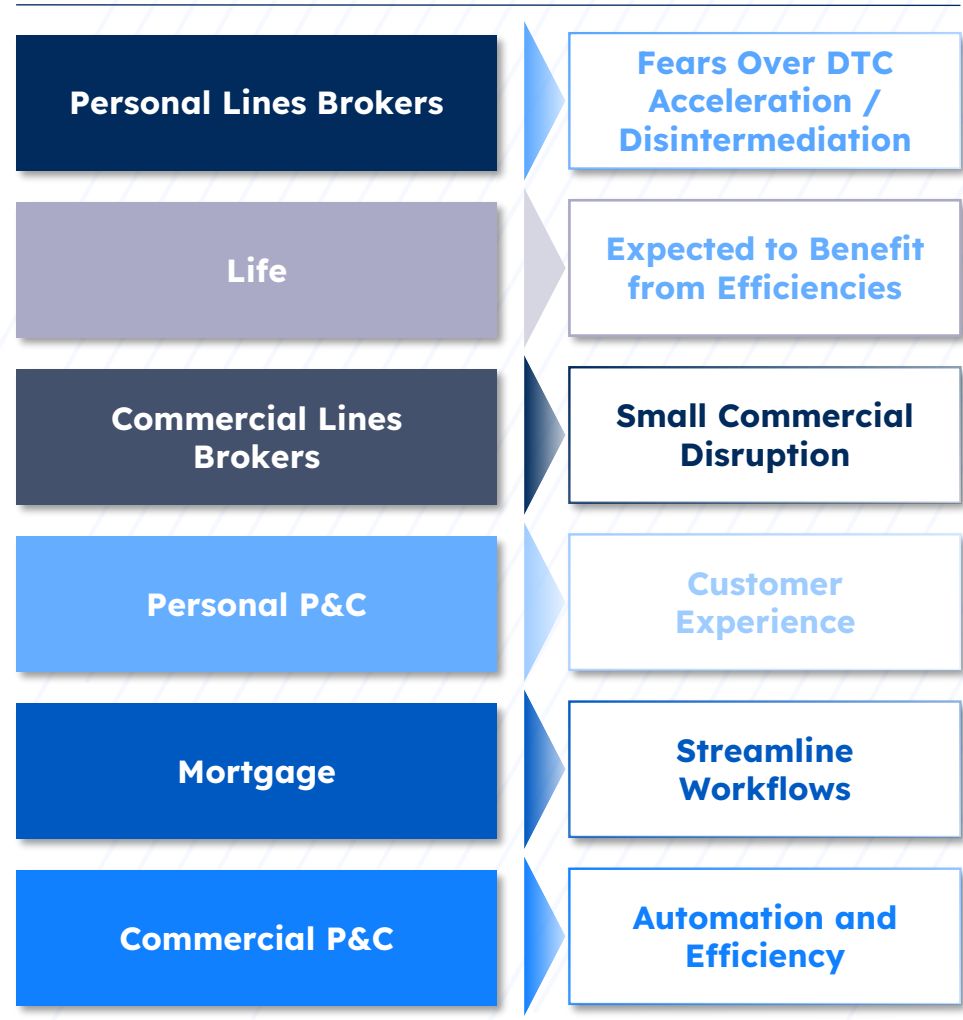 Personal Lines Brokers
Fears Over DTC
Acceleration /
Disintermediation
Life
Expected to Benefit
from Efficiencies
Commercial Lines
Brokers
Small Commercial
Disruption
Personal P&C
Customer
Experience
Mortgage
Streamline
Workflows
Commercial P&C
Automation and
Efficiency